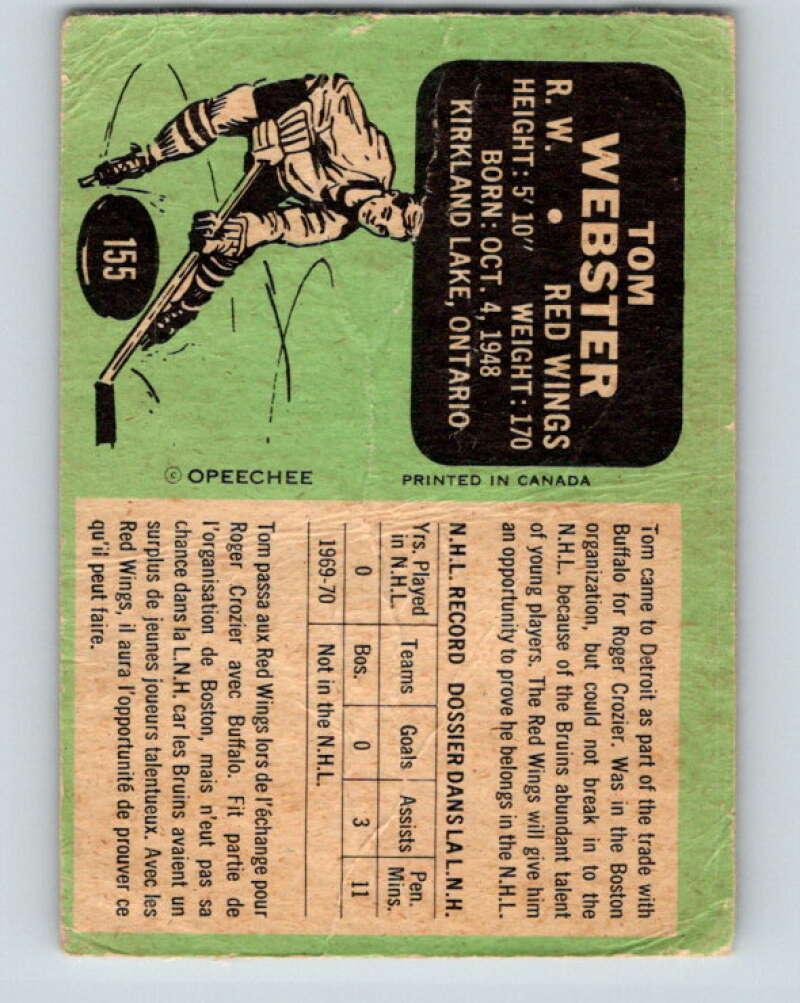 TOM
WEBSTER
R. W. • RED WINGS
HEIGHT: 5' 10" WEIGHT: 170
BORN: OCT. 4, 1948
KIRKLAND LAKE, ONTARIO
155
© OPEECHEE
PRINTED IN CANADA
Tom came to Detroit as part of the trade with
Buffalo for Roger Crozier. Was in the Boston
organization, but could not break in to the
N.H.L. because of the Bruins abundant talent
of young players. The Red Wings will give him
an opportunity to prove he belongs in the N.H.L.
N.H.L. RECORD DOSSIER DANS LA L.N.H.
Yrs. Played in N.H.L. Teams Goals Assists Pen. Mins.
0 Bos. 0 3 11
1969-70 Not in the N.H.L.
Tom passa aux Red Wings lors de l'échange pour
Roger Crozier avec Buffalo. Fit partie de
l'organisation de Boston, mais n'eut pas sa
chance dans la L.N.H. car les Bruins avaient un
surplus de jeunes joueurs talentueux. Avec les
Red Wings, il aura l'opportunité de prouver ce
qu'il peut faire.